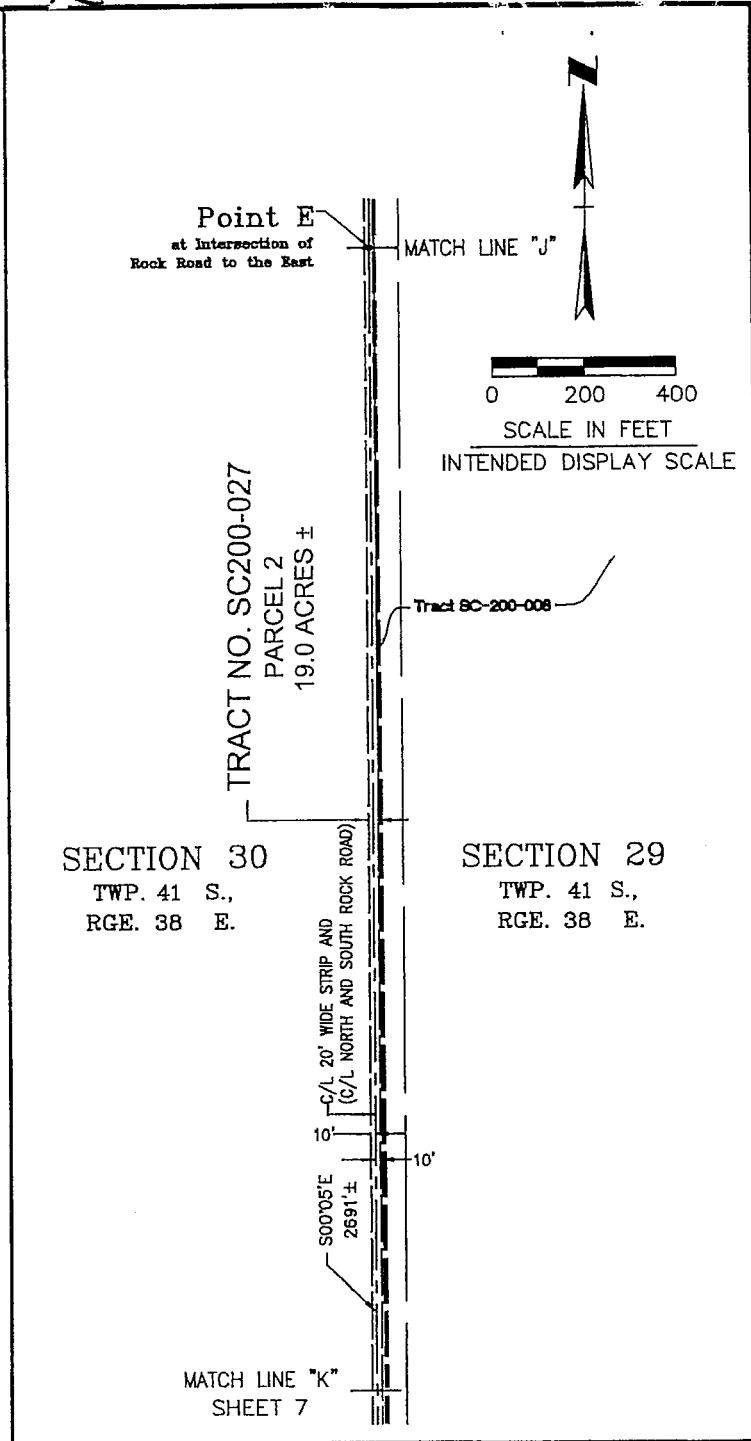 Z
Point E
at Intersection of
Rock Road to the East
MATCH LINE "J"
0 200 400
SCALE IN FEET
INTENDED DISPLAY SCALE
TRACT NO. SC200-027
PARCEL 2
19.0 ACRES ±
Tract SC-200-008
SECTION 30
TWP. 41 S.,
RGE. 38 E.
SECTION 29
TWP. 41 S.,
RGE. 38 E.
C/L 20' WIDE STRIP AND
(C/L NORTH AND SOUTH ROCK ROAD)
10'
10'
S00°05'E
2691'±
MATCH LINE "K"
SHEET 7